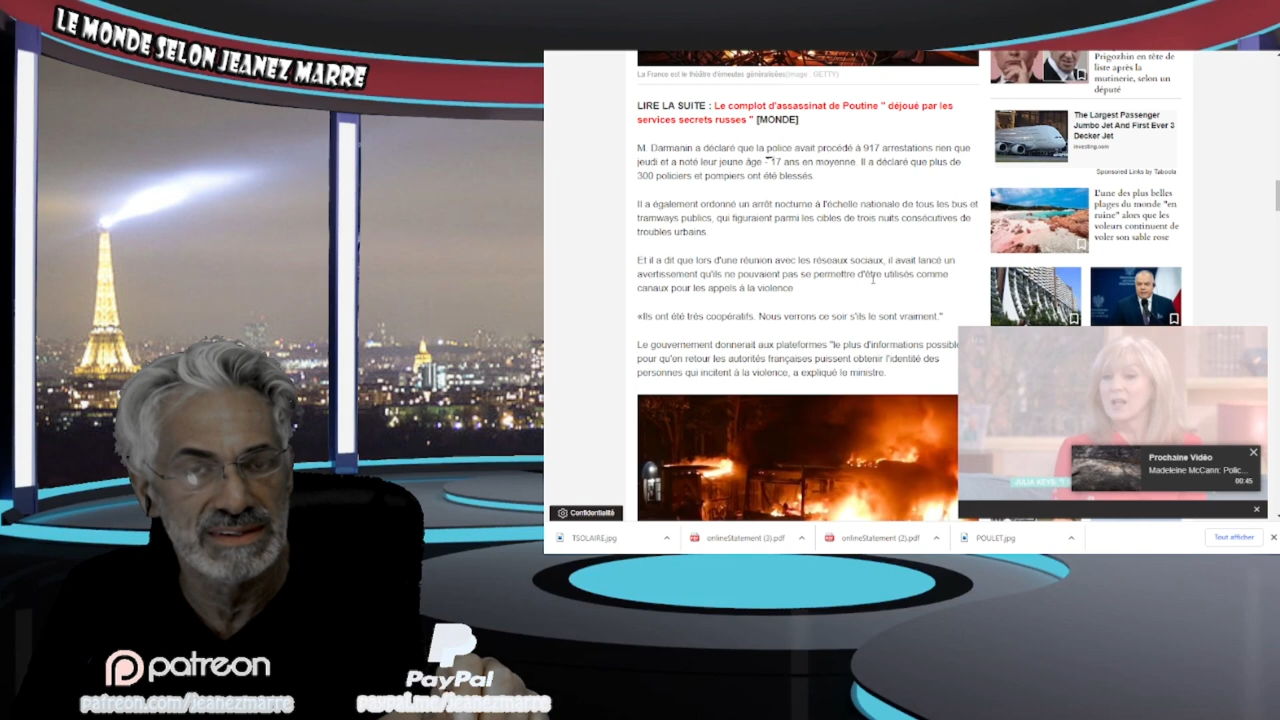 LE MONDE SELON JEANEZ MARRE
La France est le théâtre d'émeutes généralisées(Image : GETTY)
LIRE LA SUITE : Le complot d'assassinat de Poutine " déjoué par les
services secrets russes " [MONDE]
M. Darmanin a déclaré que la police avait procédé à 917 arrestations rien que
jeudi et a noté leur jeune âge - 17 ans en moyenne. Il a déclaré que plus de
300 policiers et pompiers ont été blessés.
Il a également ordonné un arrêt nocturne à l'échelle nationale de tous les bus et
tramways publics, qui figuraient parmi les cibles de trois nuits consécutives de
troubles urbains.
Et il a dit que lors d'une réunion avec les réseaux sociaux, il avait lancé un
avertissement qu'ils ne pouvaient pas se permettre d'être utilisés comme
canaux pour les appels à la violence
«Ils ont été très coopératifs. Nous verrons ce soir s'ils le sont vraiment."
Le gouvernement donnerait aux plateformes "le plus d'informations possible
pour qu'en retour les autorités françaises puissent obtenir l'identité des
personnes qui incitent à la violence, a expliqué le ministre.
Prigozhin en tête de
liste après la
mutinerie, selon un
député
The Largest Passenger
Jumbo Jet And First Ever 3
Decker Jet
investing.com
Sponsored Links by Taboola
L'une des plus belles
plages du monde "en
ruine" alors que les
voleurs continuent de
voler son sable rose
Prochaine Vidéo
Madeleine McCann: Polic...
00:45
JULIA KEYS
Confidentialité
TSOLAIRE.jpg
onlineStatement (3).pdf
onlineStatement (2).pdf
POULET.jpg
Tout afficher
patreon
patreon.com/jeanezmarre
PayPal
paypal.me/jeanezmarre